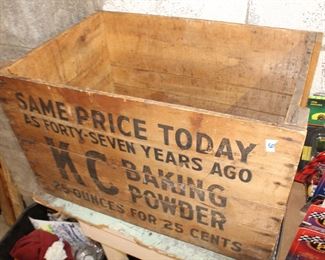 SAME PRICE TODAY
AS FORTY-SEVEN YEARS AGO
KC BAKING
POWDER
25 OUNCES FOR 25 CENTS